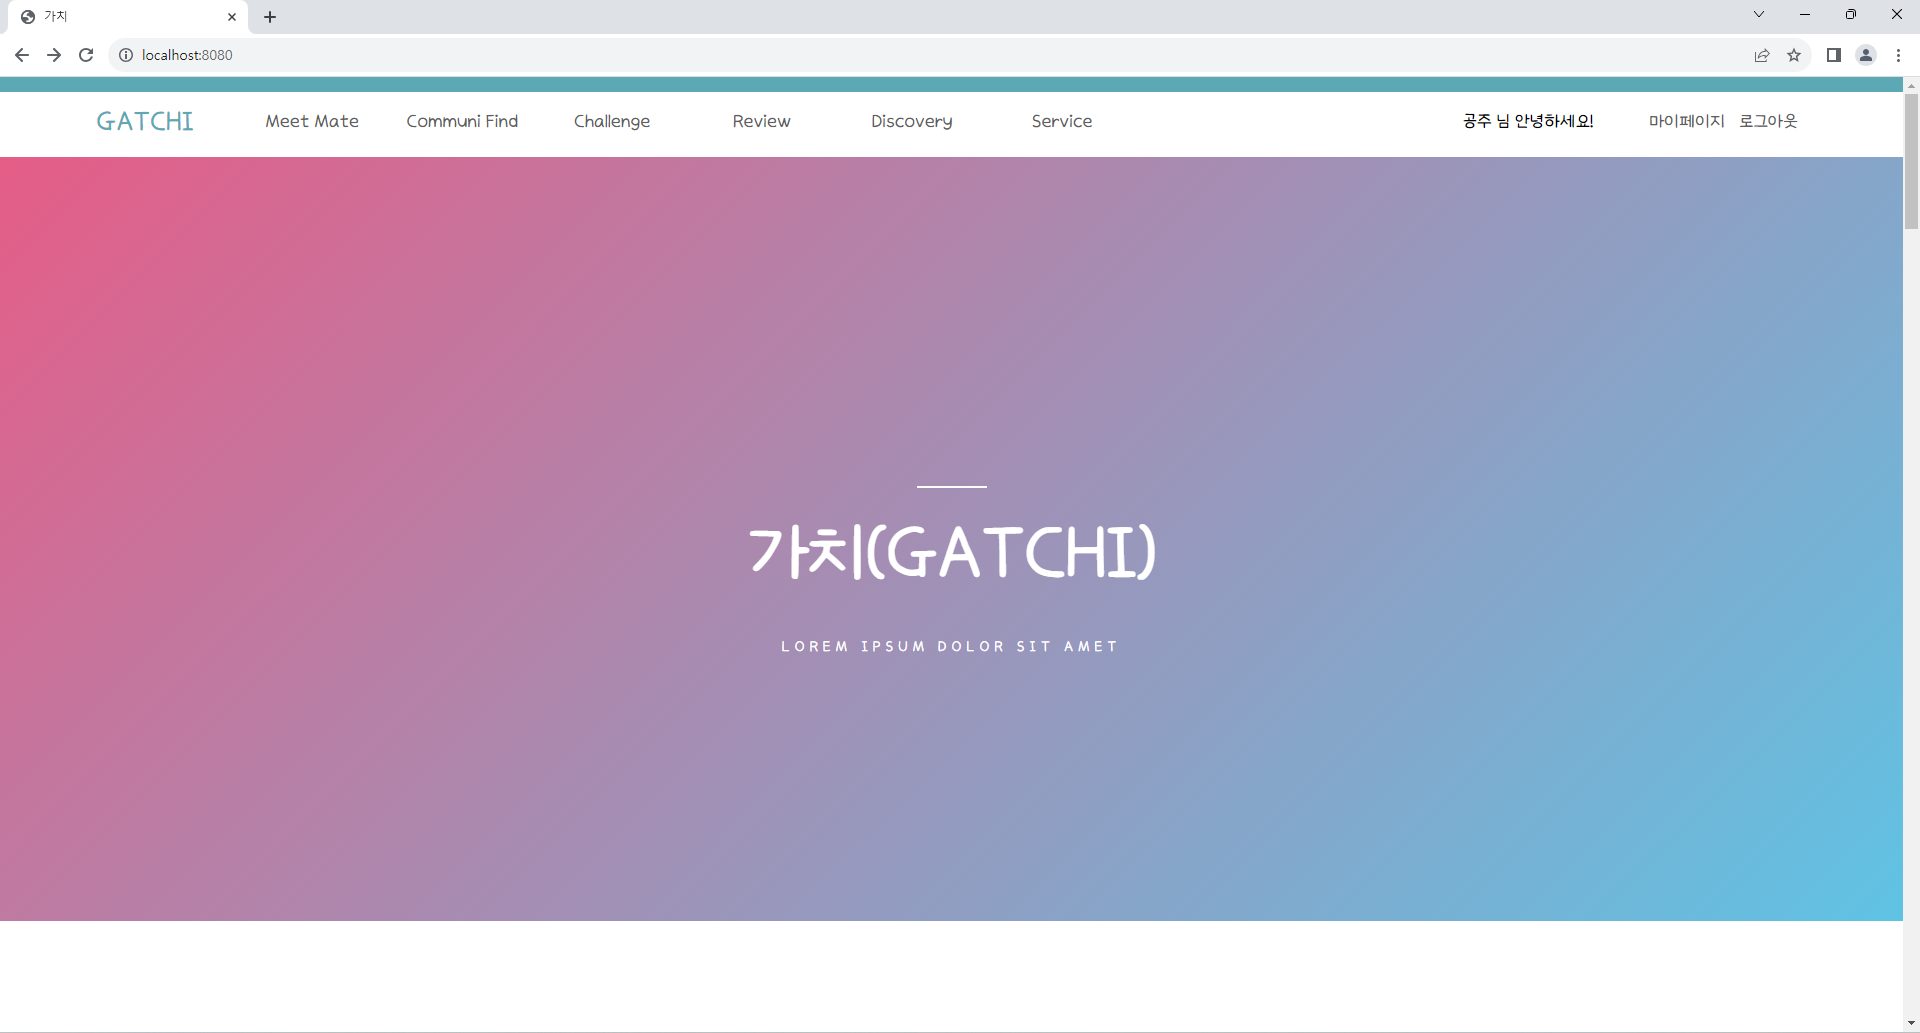 가치
localhost:8080
GATCHI Meet Mate Communi Find Challenge Review Discovery Service 공주 님 안녕하세요! 마이페이지 로그아웃
가치(GATCHI)
LOREM IPSUM DOLOR SIT AMET